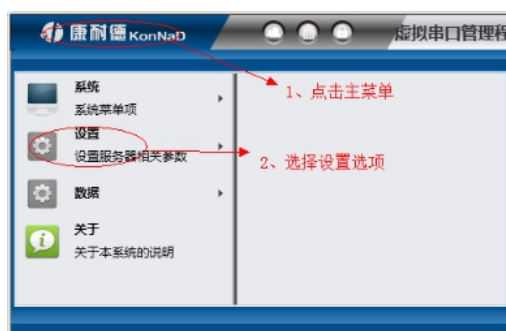 康耐德 KonNaD
虚拟串口管理程
1、点击主菜单
系统
系统菜单项
设置
设置服务器相关参数
2、选择设置选项
数据
关于
关于本系统的说明